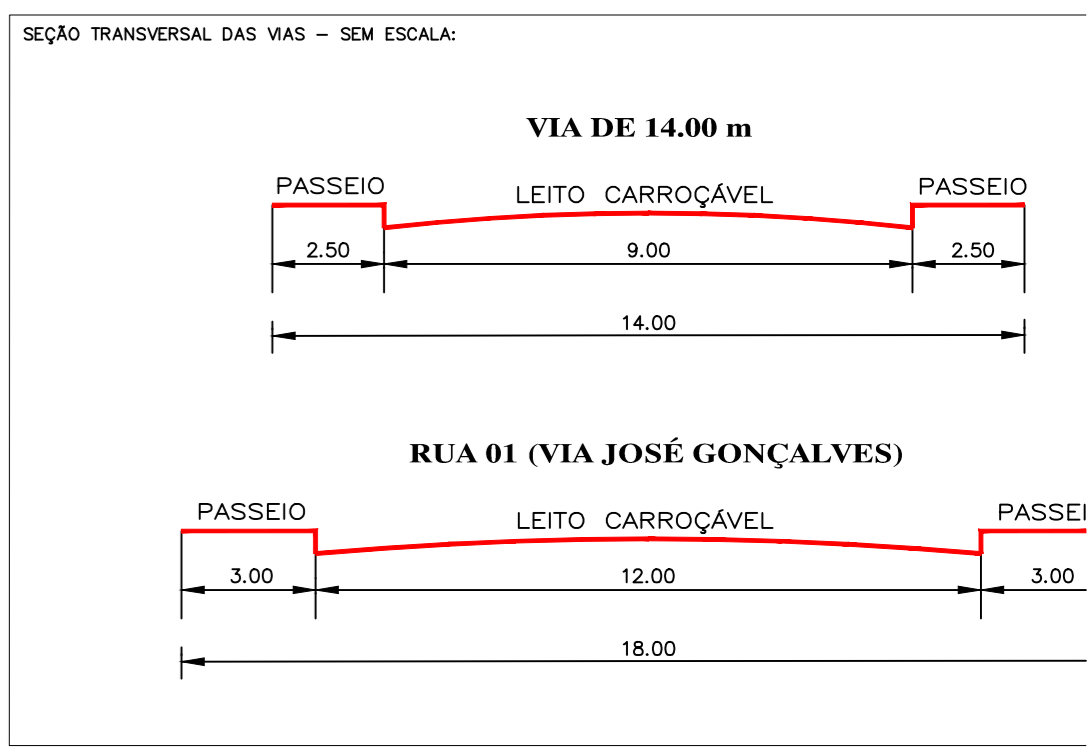 SEÇÃO TRANSVERSAL DAS VIAS – SEM ESCALA:
VIA DE 14.00 m
PASSEIO LEITO CARROÇÁVEL PASSEIO
2.50 9.00 2.50
14.00
RUA 01 (VIA JOSÉ GONÇALVES)
PASSEIO LEITO CARROÇÁVEL PASSEI
3.00 12.00 3.00
18.00